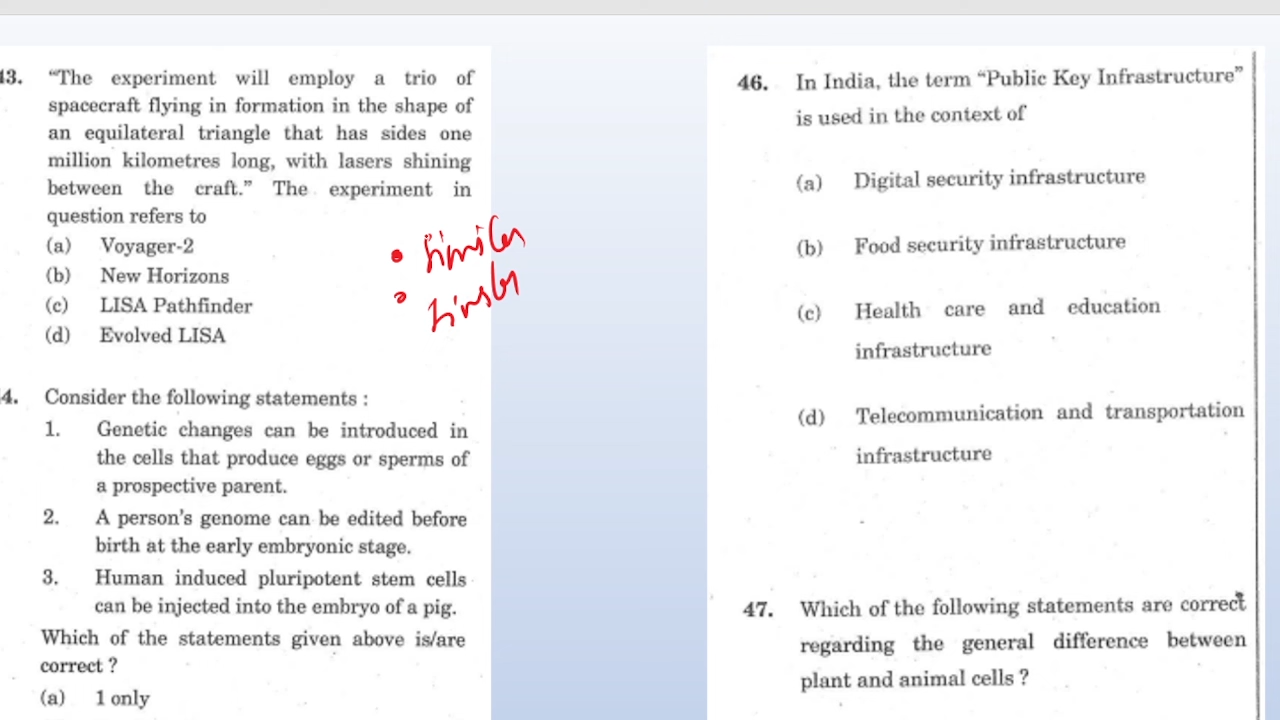 13. "The experiment will employ a trio of
spacecraft flying in formation in the shape of
an equilateral triangle that has sides one
million kilometres long, with lasers shining
between the craft." The experiment in
question refers to
(a) Voyager-2
(b) New Horizons
(c) LISA Pathfinder
(d) Evolved LISA
4. Consider the following statements :
1. Genetic changes can be introduced in
the cells that produce eggs or sperms of
a prospective parent.
2. A person's genome can be edited before
birth at the early embryonic stage.
3. Human induced pluripotent stem cells
can be injected into the embryo of a pig.
Which of the statements given above is/are
correct ?
(a) 1 only
46. In India, the term "Public Key Infrastructure"
is used in the context of
(a) Digital security infrastructure
(b) Food security infrastructure
(c) Health care and education
infrastructure
(d) Telecommunication and transportation
infrastructure
47. Which of the following statements are correct
regarding the general difference between
plant and animal cells ?